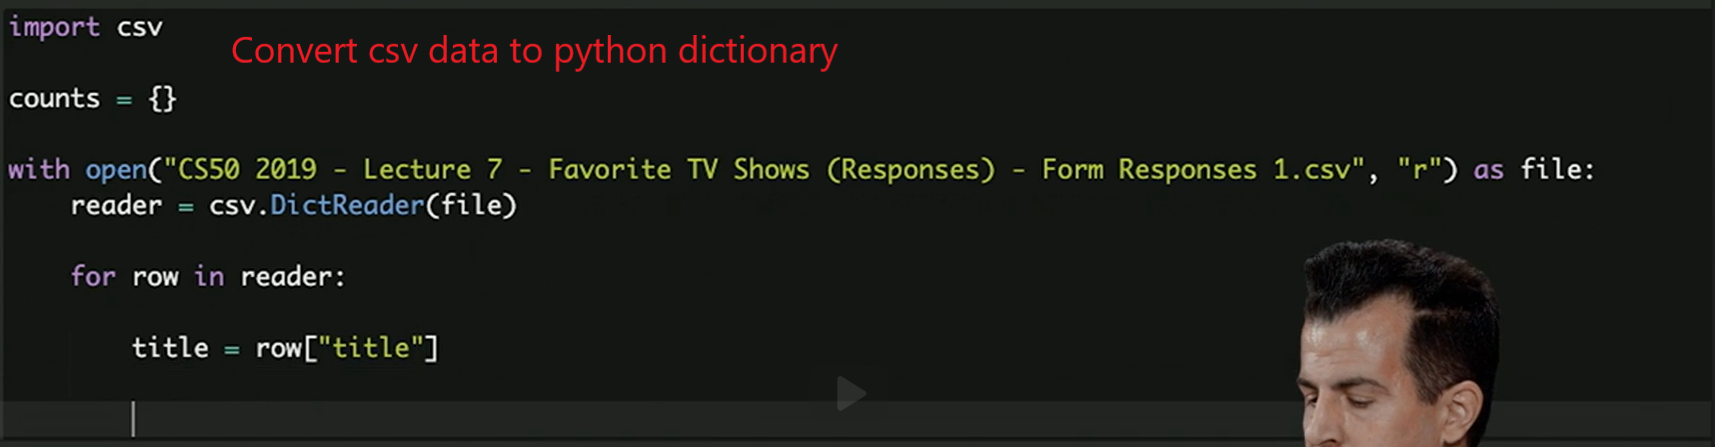 import csv
Convert csv data to python dictionary
counts = {}
with open("CS50 2019 - Lecture 7 - Favorite TV Shows (Responses) - Form Responses 1.csv", "r") as file:
    reader = csv.DictReader(file)
    for row in reader:
        title = row["title"]